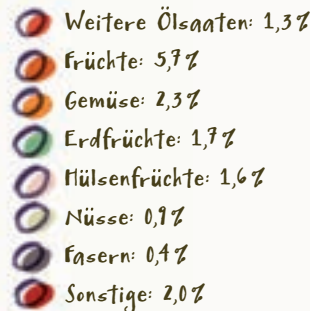 Weitere Ölsaaten: 1,3%
Früchte: 5,7%
Gemüse: 2,3%
Erdfrüchte: 1,7%
Hülsenfrüchte: 1,6%
Nüsse: 0,9%
Fasern: 0,4%
Sonstige: 2,0%